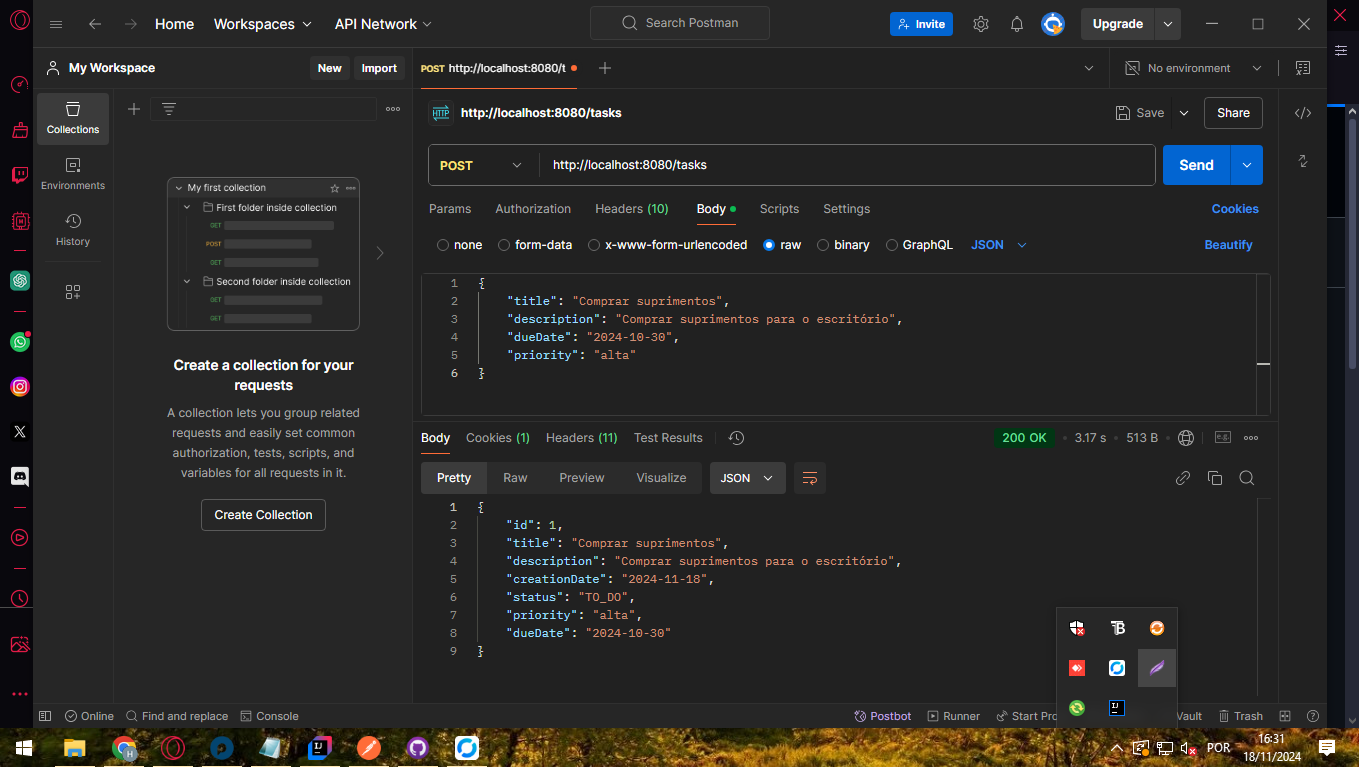 Home
Workspaces
API Network
Search Postman
Invite
Upgrade
My Workspace
New
Import
POST http://localhost:8080/t
No environment
Collections
Environments
History
My first collection
First folder inside collection
GET
POST
GET
Second folder inside collection
GET
GET
Create a collection for your
requests
A collection lets you group related
requests and easily set common
authorization, tests, scripts, and
variables for all requests in it.
Create Collection
HTTP http://localhost:8080/tasks
Save
Share
POST
http://localhost:8080/tasks
Send
Params Authorization Headers (10) Body Scripts Settings
Cookies
none form-data x-www-form-urlencoded raw binary GraphQL JSON
Beautify
1 {
2 "title": "Comprar suprimentos",
3 "description": "Comprar suprimentos para o escritório",
4 "dueDate": "2024-10-30",
5 "priority": "alta"
6 }
Body Cookies (1) Headers (11) Test Results
200 OK 3.17 s 513 B
e.g.
Pretty Raw Preview Visualize JSON
1 {
2 "id": 1,
3 "title": "Comprar suprimentos",
4 "description": "Comprar suprimentos para o escritório",
5 "creationDate": "2024-11-18",
6 "status": "TO_DO",
7 "priority": "alta",
8 "dueDate": "2024-10-30"
9 }
Online Find and replace Console
Postbot Runner Start Pro Vault Trash
POR
16:31
18/11/2024